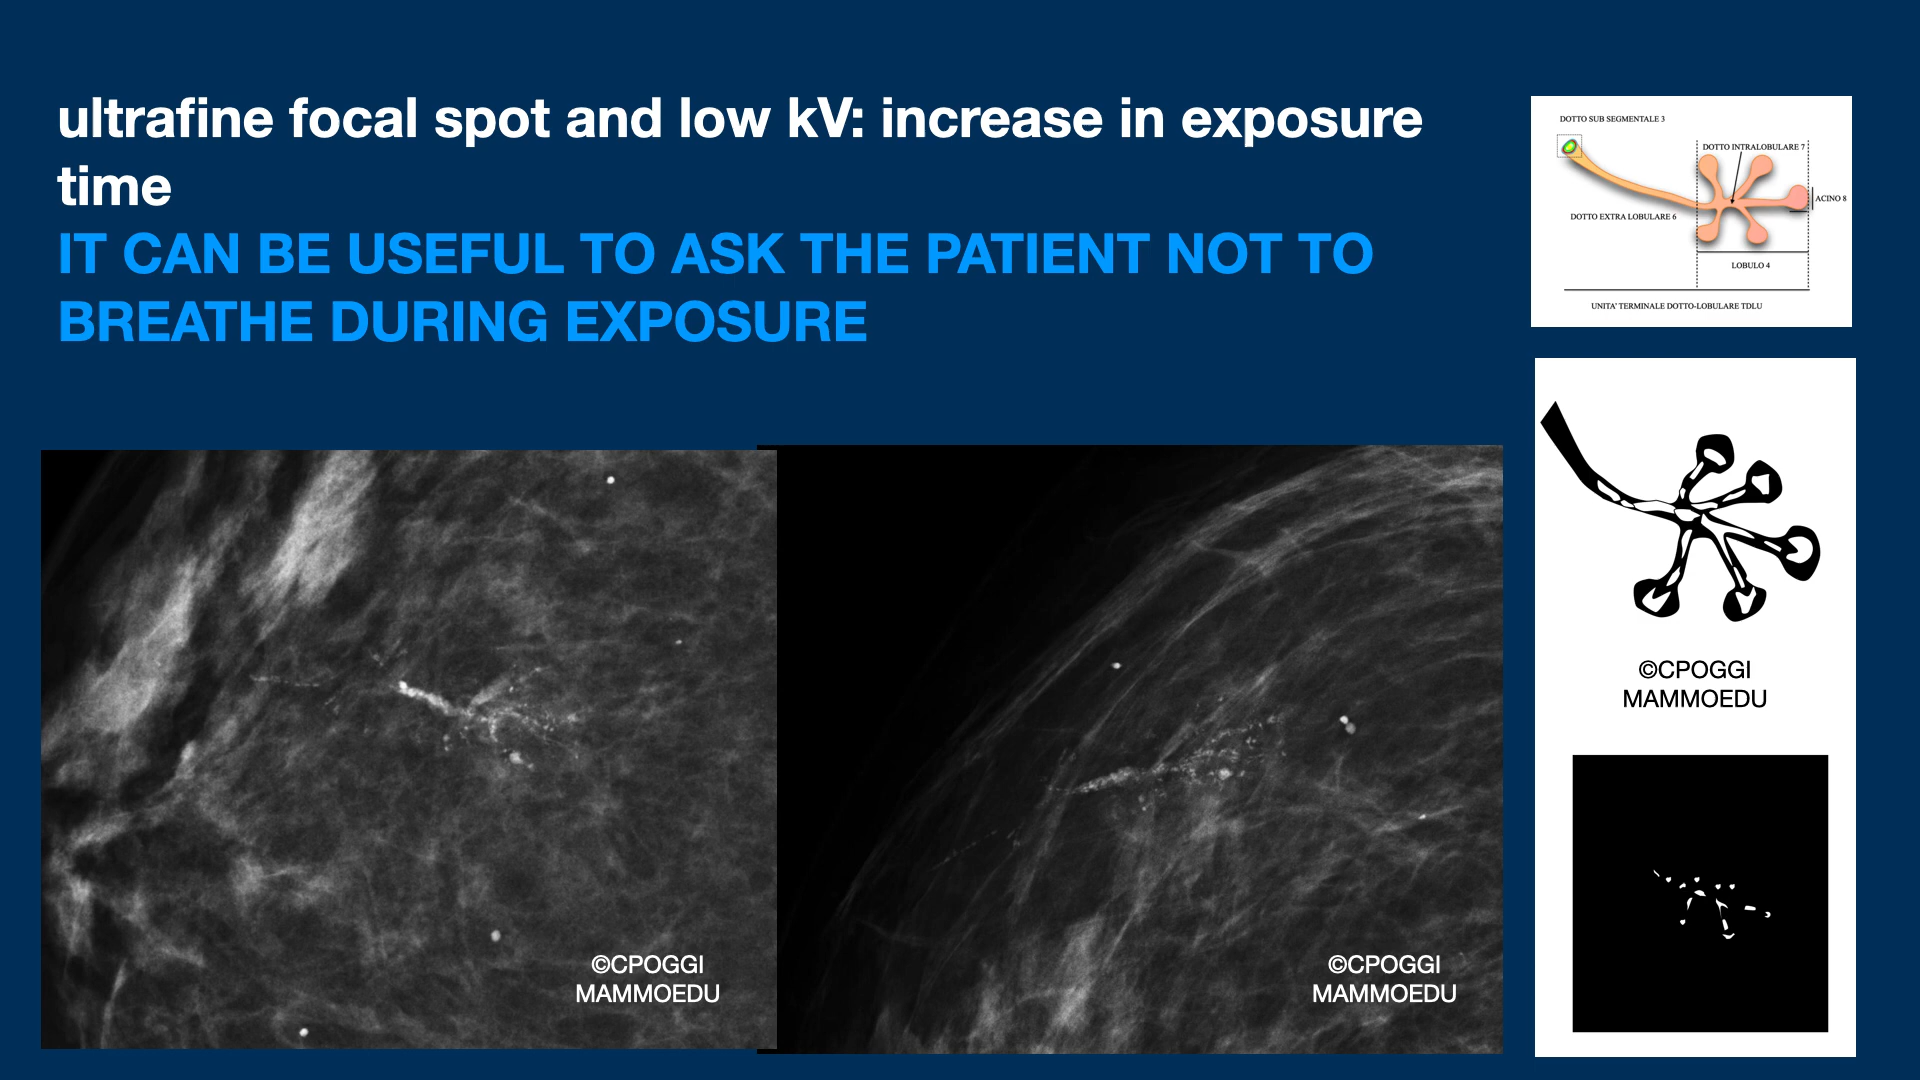 ultrafine focal spot and low kV: increase in exposure
time
IT CAN BE USEFUL TO ASK THE PATIENT NOT TO
BREATHE DURING EXPOSURE
DOTTO SUB SEGMENTALE 3
DOTTO INTRALOBULARE 7
ACINO 8
DOTTO EXTRA LOBULARE 6
LOBULO 4
UNITA' TERMINALE DOTTO-LOBULARE TDLU
©CPOGGI
MAMMOEDU
©CPOGGI
MAMMOEDU
©CPOGGI
MAMMOEDU